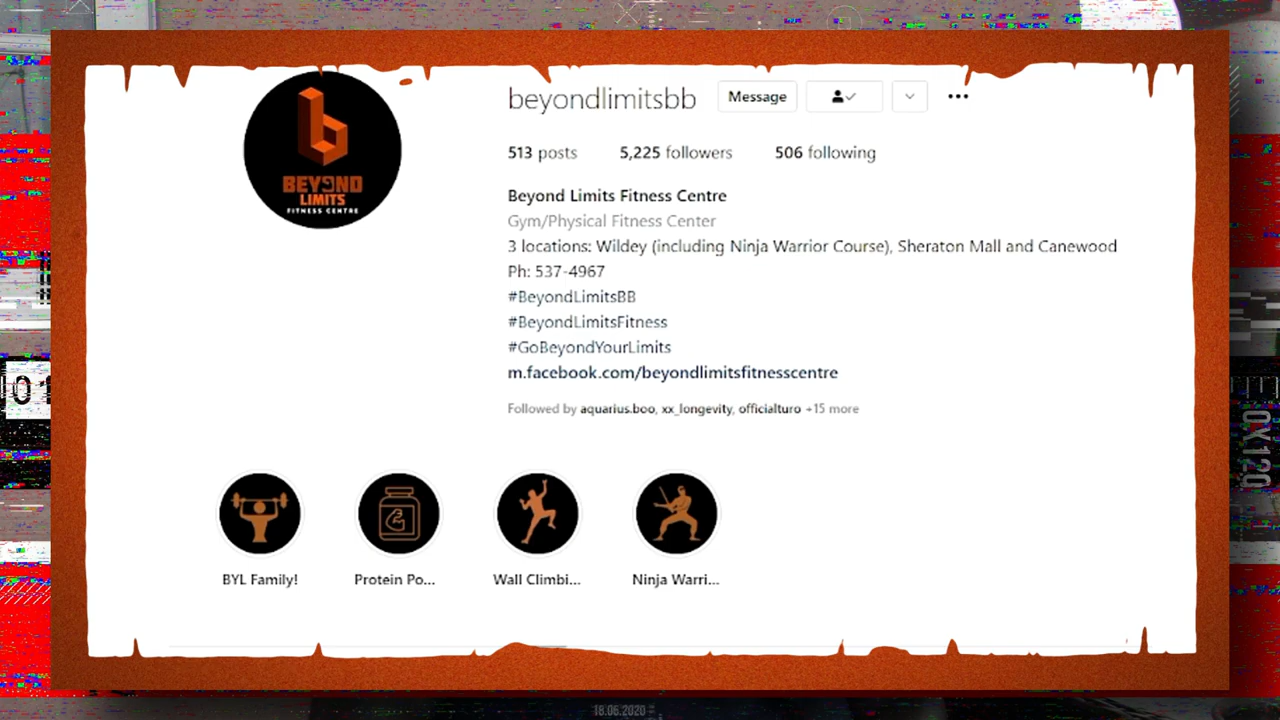 beyondlimitsbb Message
513 posts 5,225 followers 506 following
BEYOND
LIMITS
FITNESS CENTRE
Beyond Limits Fitness Centre
Gym/Physical Fitness Center
3 locations: Wildey (including Ninja Warrior Course), Sheraton Mall and Canewood
Ph: 537-4967
#BeyondLimitsBB
#BeyondLimitsFitness
#GoBeyondYourLimits
m.facebook.com/beyondlimitsfitnesscentre
Followed by aquarius.boo, xx_longevity, officialturo +15 more
BYL Family! Protein Po... Wall Climbi... Ninja Warri...
18.06.2020